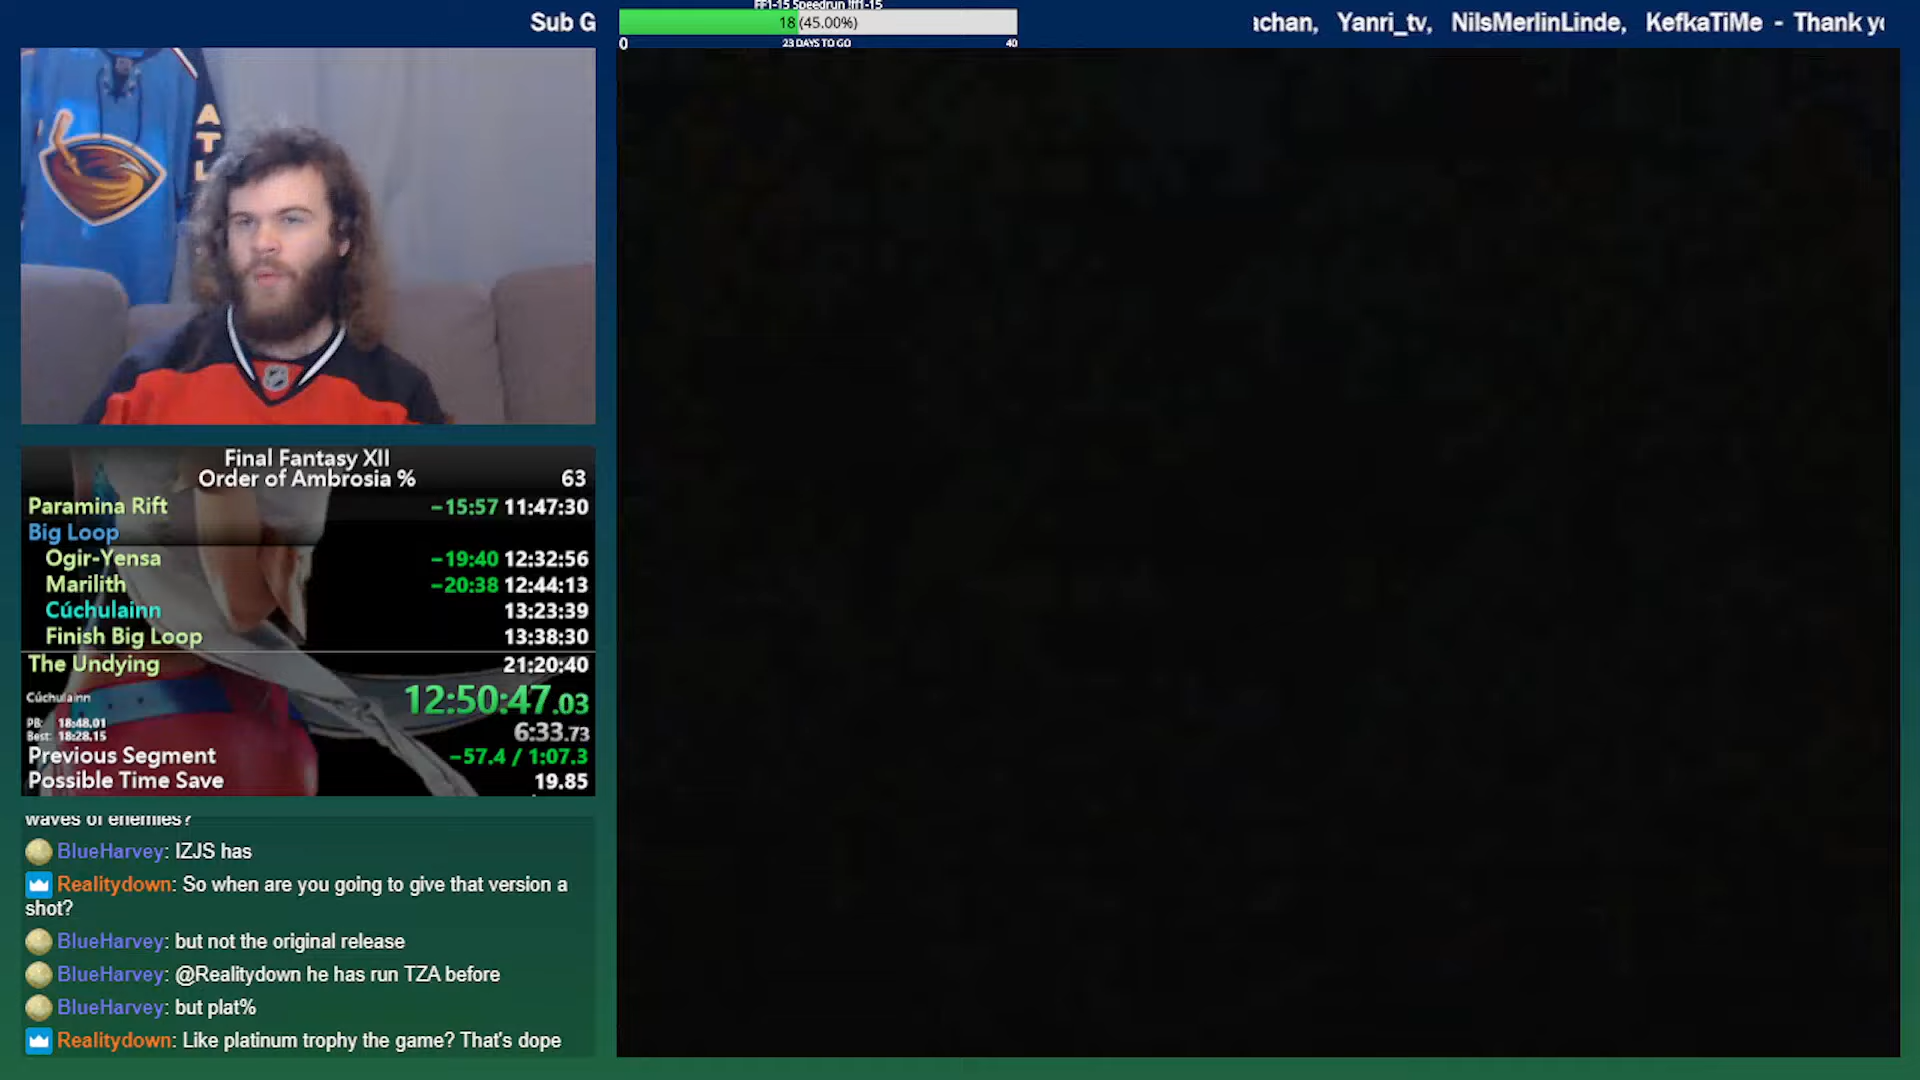 Sub G
FF1-15 Speedrun !ff1-15
18 (45.00%)
0 23 DAYS TO GO 40
achan, Yanri_tv, NilsMerlinLinde, KefkaTiMe - Thank yo
ATL
Final Fantasy XII
Order of Ambrosia % 63
Paramina Rift −15:57 11:47:30
Big Loop
Ogir-Yensa −19:40 12:32:56
Marilith −20:38 12:44:13
Cúchulainn 13:23:39
Finish Big Loop 13:38:30
The Undying 21:20:40
Cúchulainn 12:50:47.03
PB: 18:48.01
Best: 18:28.15 6:33.73
Previous Segment −57.4 / 1:07.3
Possible Time Save 19.85
waves of enemies?
BlueHarvey: IZJS has
Realitydown: So when are you going to give that version a
shot?
BlueHarvey: but not the original release
BlueHarvey: @Realitydown he has run TZA before
BlueHarvey: but plat%
Realitydown: Like platinum trophy the game? That's dope